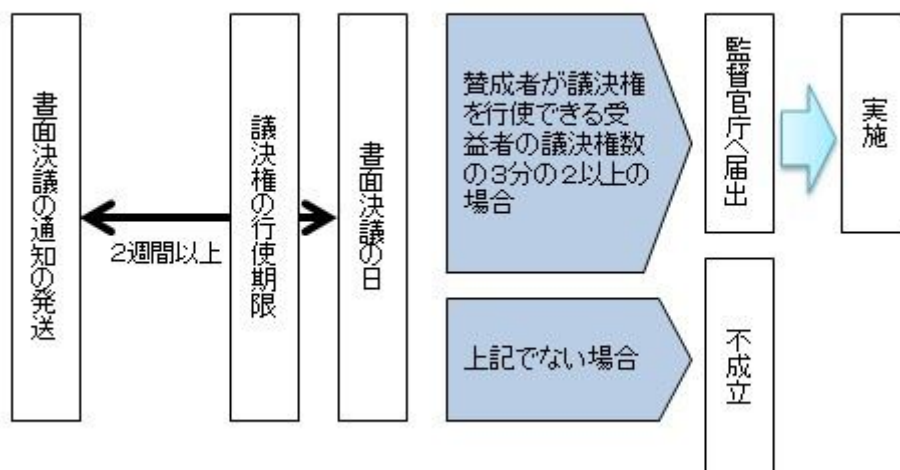 書面決議の通知の発送
2週間以上
議決権の行使期限
書面決議の日
賛成者が議決権
を行使できる受
益者の議決権数
の3分の2以上の
場合
監督官庁へ届出
実施
上記でない場合
不成立